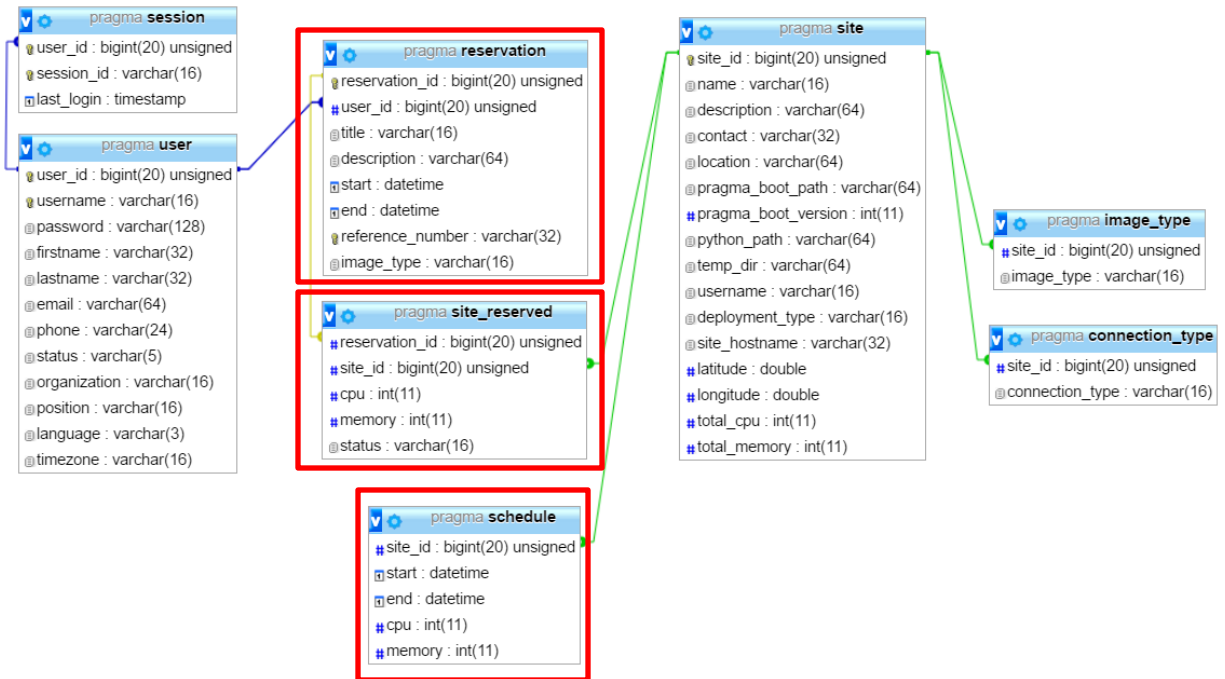 pragma session
user_id : bigint(20) unsigned
session_id : varchar(16)
last_login : timestamp
pragma user
user_id : bigint(20) unsigned
username : varchar(16)
password : varchar(128)
firstname : varchar(32)
lastname : varchar(32)
email : varchar(64)
phone : varchar(24)
status : varchar(5)
organization : varchar(16)
position : varchar(16)
language : varchar(3)
timezone : varchar(16)
pragma reservation
reservation_id : bigint(20) unsigned
user_id : bigint(20) unsigned
title : varchar(16)
description : varchar(64)
start : datetime
end : datetime
reference_number : varchar(32)
image_type : varchar(16)
pragma site_reserved
reservation_id : bigint(20) unsigned
site_id : bigint(20) unsigned
cpu : int(11)
memory : int(11)
status : varchar(16)
pragma schedule
site_id : bigint(20) unsigned
start : datetime
end : datetime
cpu : int(11)
memory : int(11)
pragma site
site_id : bigint(20) unsigned
name : varchar(16)
description : varchar(64)
contact : varchar(32)
location : varchar(64)
pragma_boot_path : varchar(64)
pragma_boot_version : int(11)
python_path : varchar(64)
temp_dir : varchar(64)
username : varchar(16)
deployment_type : varchar(16)
site_hostname : varchar(32)
latitude : double
longitude : double
total_cpu : int(11)
total_memory : int(11)
pragma image_type
site_id : bigint(20) unsigned
image_type : varchar(16)
pragma connection_type
site_id : bigint(20) unsigned
connection_type : varchar(16)